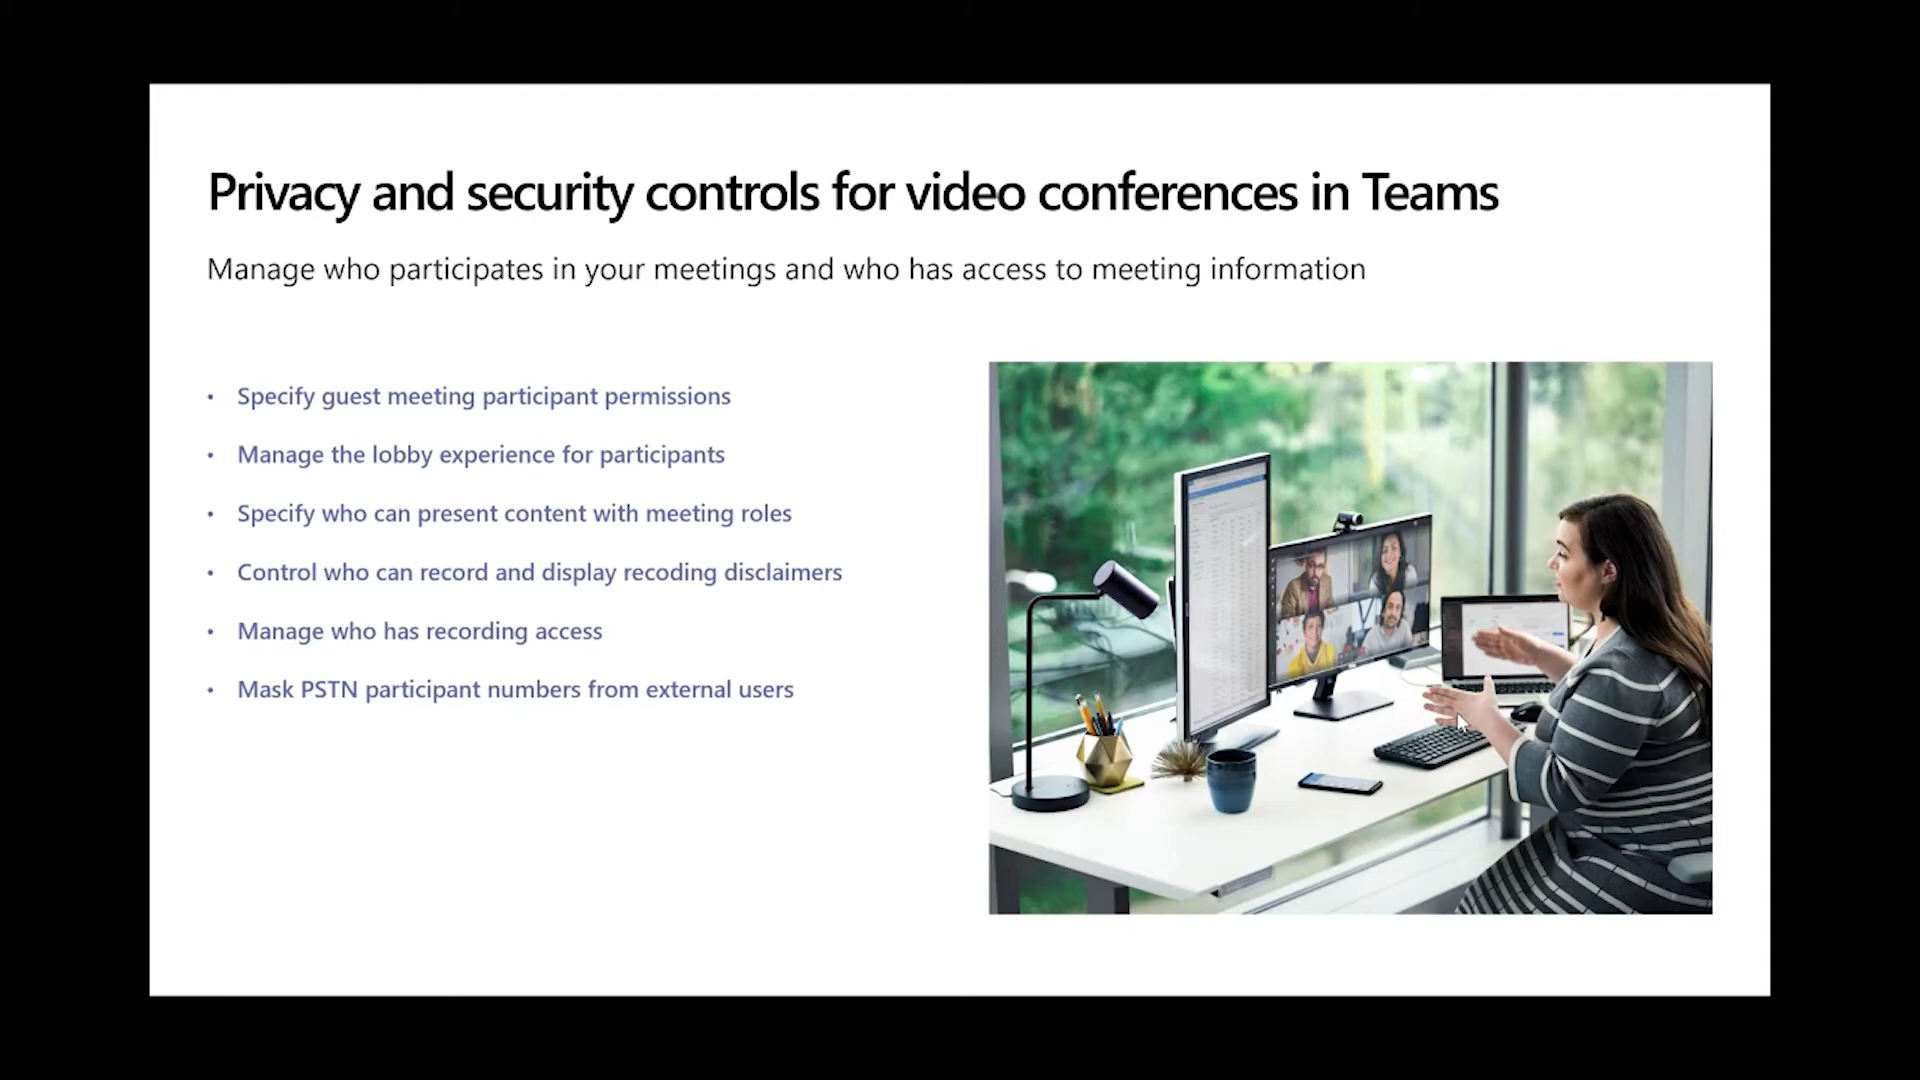 Privacy and security controls for video conferences in Teams
Manage who participates in your meetings and who has access to meeting information
• Specify guest meeting participant permissions
• Manage the lobby experience for participants
• Specify who can present content with meeting roles
• Control who can record and display recoding disclaimers
• Manage who has recording access
• Mask PSTN participant numbers from external users